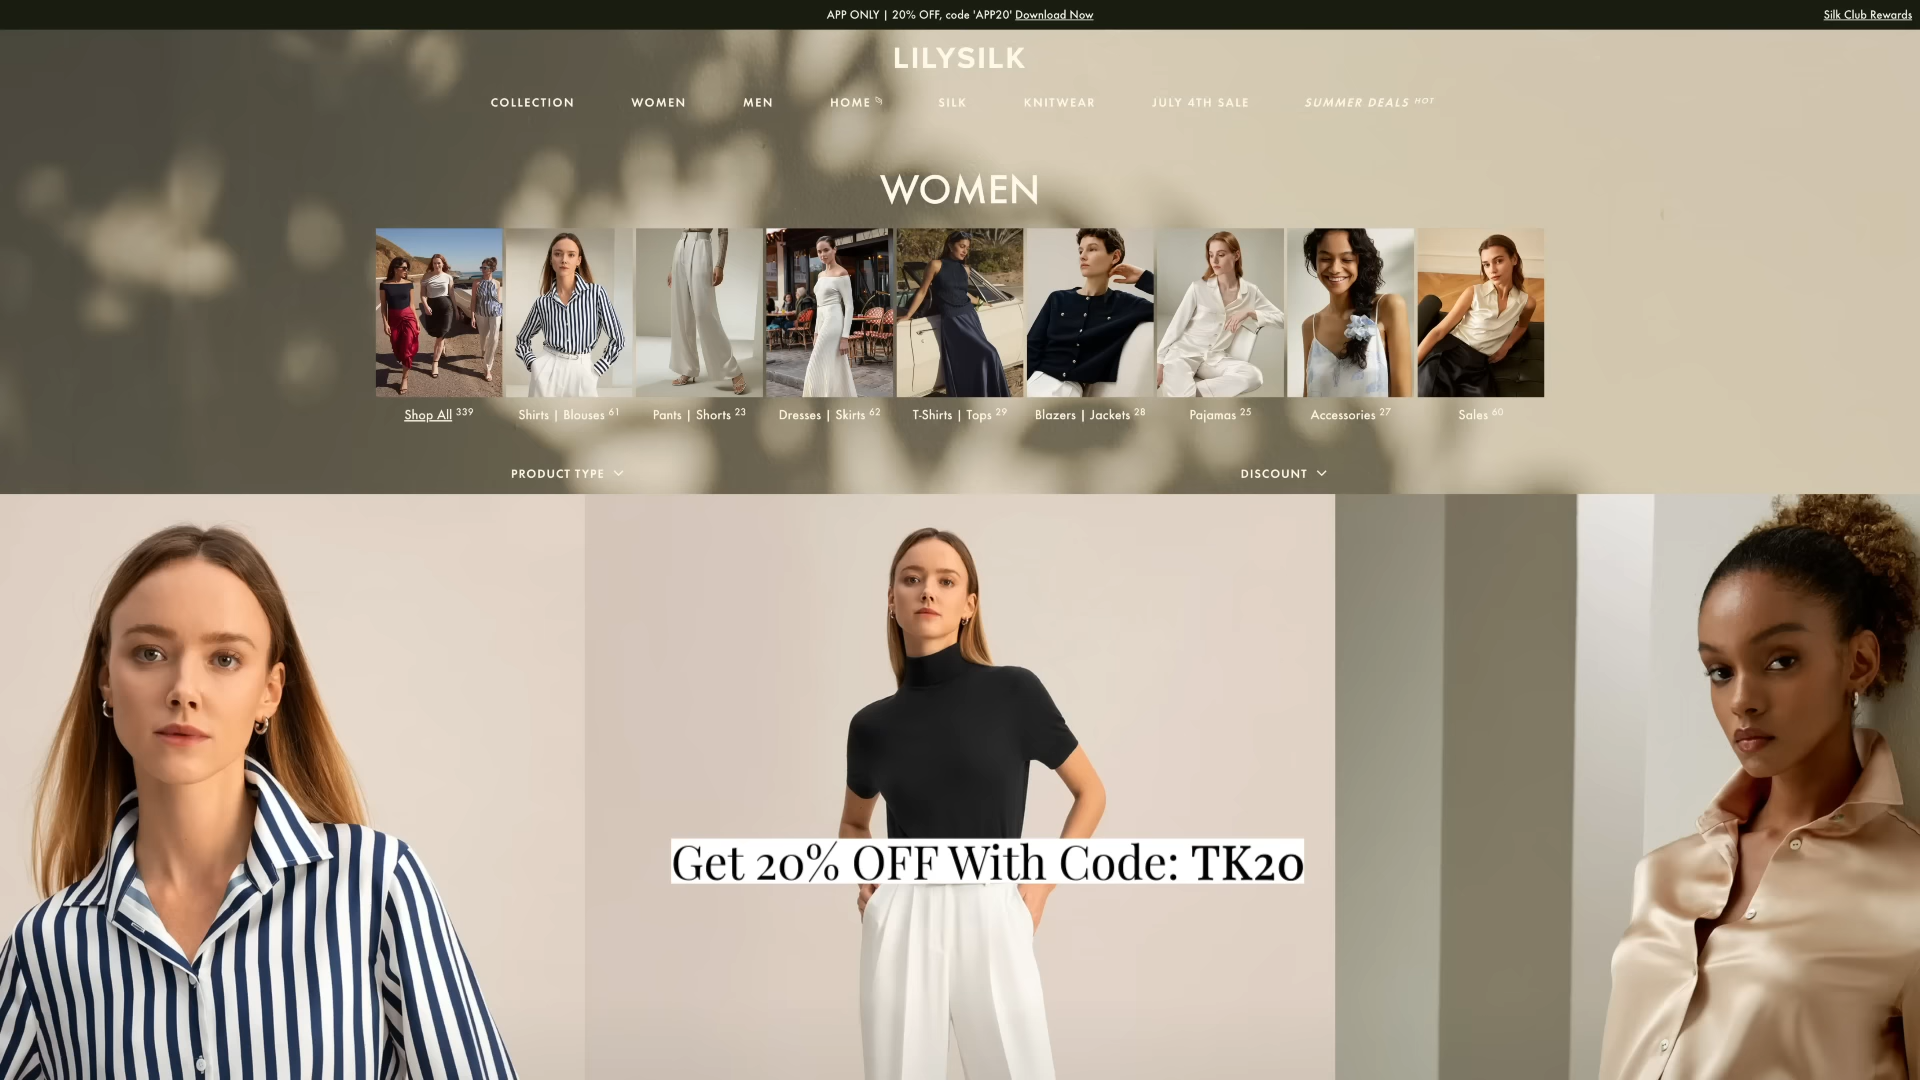 APP ONLY | 20% OFF, code 'APP20' Download Now
Silk Club Rewards
LILYSILK
COLLECTION WOMEN MEN HOME SILK KNITWEAR JULY 4TH SALE SUMMER DEALS HOT
WOMEN
Shop All 339
Shirts | Blouses 61
Pants | Shorts 23
Dresses | Skirts 62
T-Shirts | Tops 29
Blazers | Jackets 28
Pajamas 25
Accessories 27
Sales 60
PRODUCT TYPE
DISCOUNT
Get 20% OFF With Code: TK20